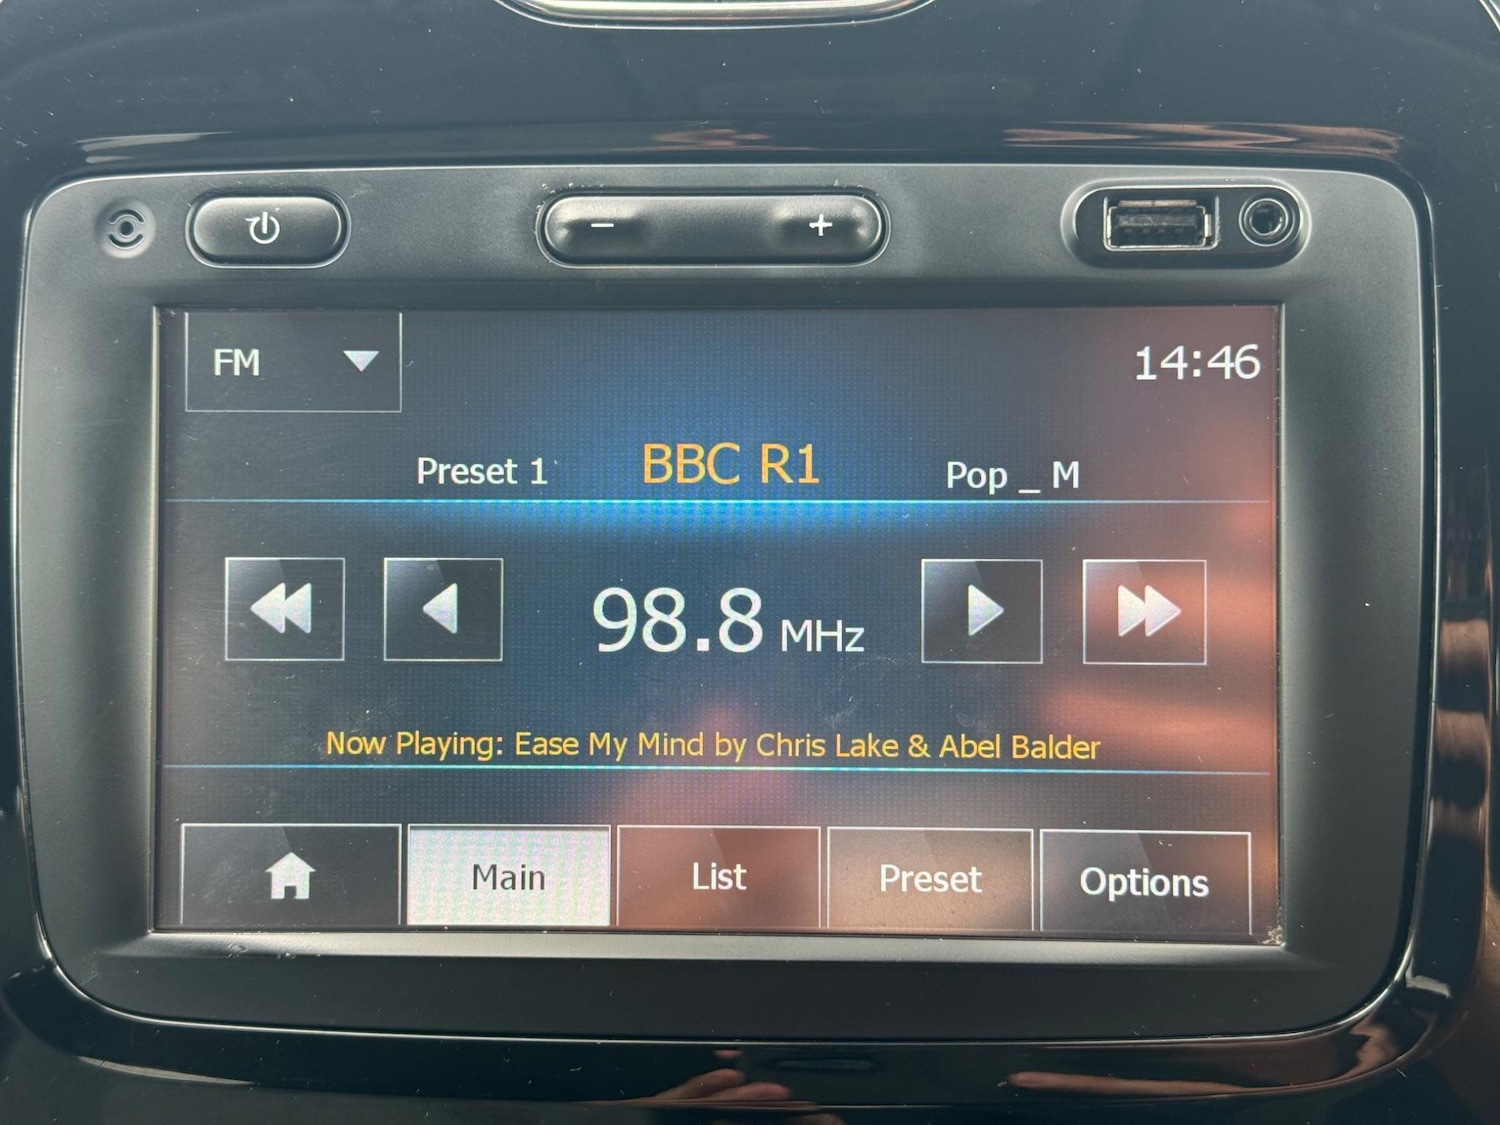 FM
14:46
Preset 1 BBC R1 Pop _ M
98.8 MHz
Now Playing: Ease My Mind by Chris Lake & Abel Balder
Main List Preset Options